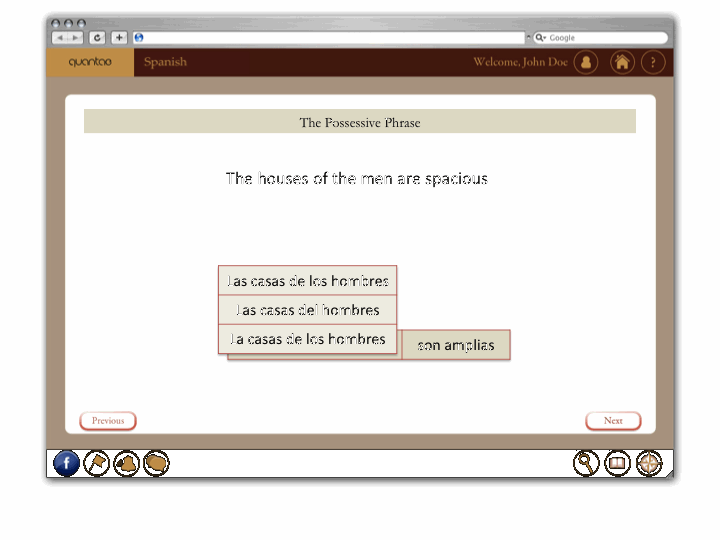 Google
quantao Spanish Welcome, John Doe ?
The Possessive Phrase
The houses of the men are spacious
Las casas de los hombres
Las casas del hombres
La casas de los hombres
son amplias
Previous Next
f